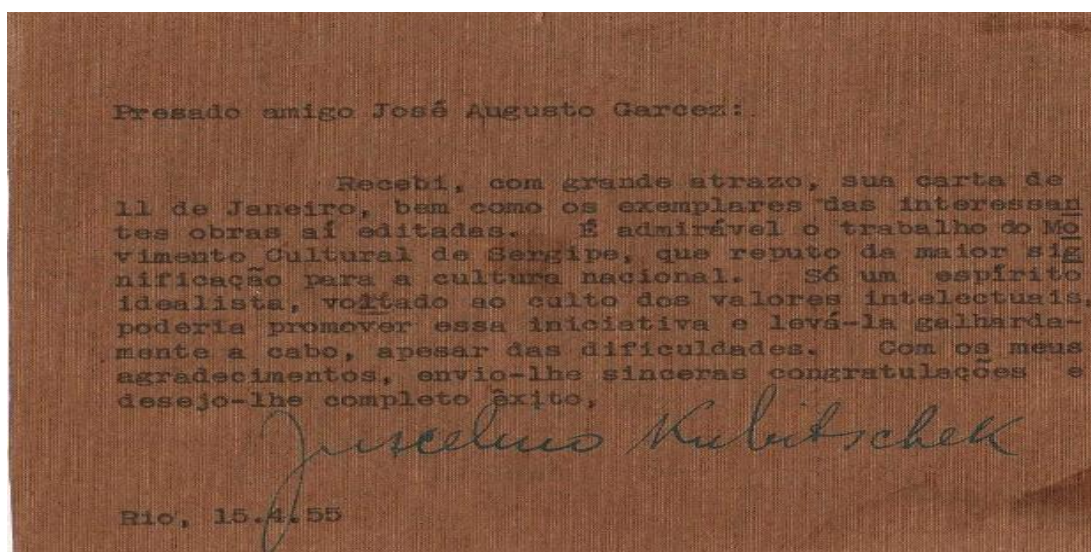 Presado amigo José Augusto Garcez:
Recebi, com grande atrazo, sua carta de
11 de Janeiro, bem como os exemplares das interessan
tes obras aí editadas. É admirável o trabalho do Mo
vimento Cultural de Sergipe, que reputo da maior sig
nificação para a cultura nacional. Só um espírito
idealista, voltado ao culto dos valores intelectuais
poderia promover essa iniciativa e levá-la galharda-
mente a cabo, apesar das dificuldades. Com os meus
agradecimentos, envio-lhe sinceras congratulações e
desejo-lhe completo êxito,
Juscelino Kubitschek
Rio, 15.4.55